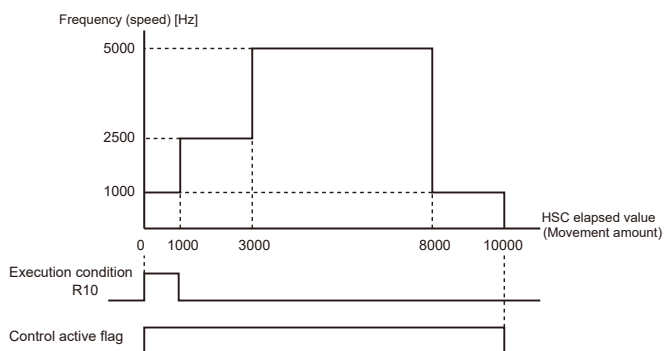 Frequency (speed) [Hz]
5000
2500
1000
HSC elapsed value
(Movement amount)
0 1000 3000 8000 10000
Execution condition
R10
Control active flag